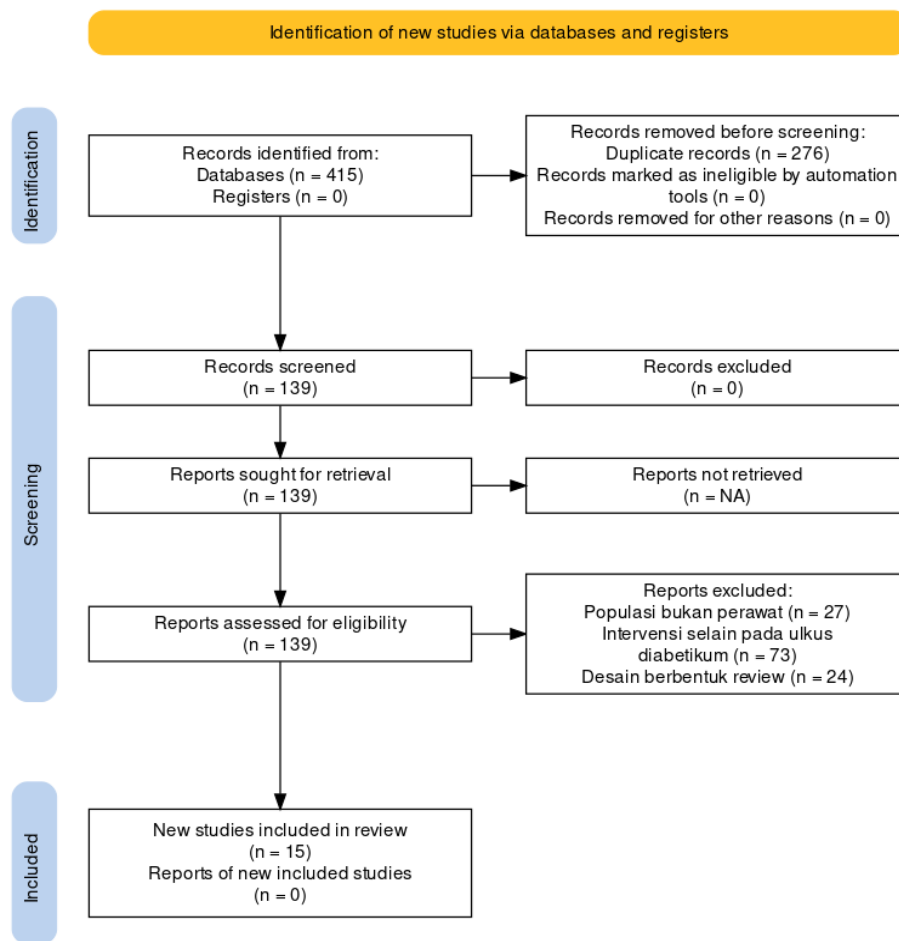 Identification of new studies via databases and registers
Identification
Records identified from:
Databases (n = 415)
Registers (n = 0)
Records removed before screening:
Duplicate records (n = 276)
Records marked as ineligible by automation
tools (n = 0)
Records removed for other reasons (n = 0)
Screening
Records screened
(n = 139)
Records excluded
(n = 0)
Reports sought for retrieval
(n = 139)
Reports not retrieved
(n = NA)
Reports assessed for eligibility
(n = 139)
Reports excluded:
Populasi bukan perawat (n = 27)
Intervensi selain pada ulkus
diabetikum (n = 73)
Desain berbentuk review (n = 24)
Included
New studies included in review
(n = 15)
Reports of new included studies
(n = 0)